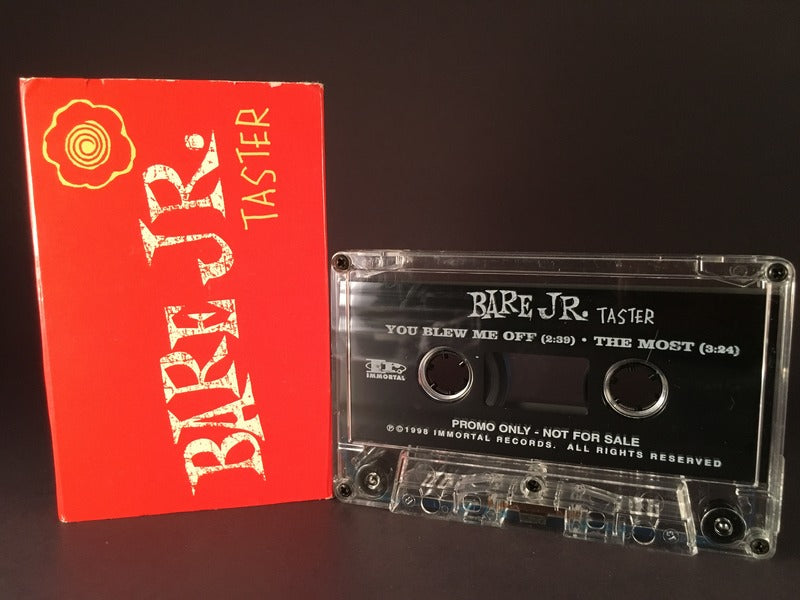 BARE JR.
TASTER
BARE JR. TASTER
YOU BLEW ME OFF (2:39) • THE MOST (3:24)
IMMORTAL
PROMO ONLY - NOT FOR SALE
℗©1998 IMMORTAL RECORDS. ALL RIGHTS RESERVED